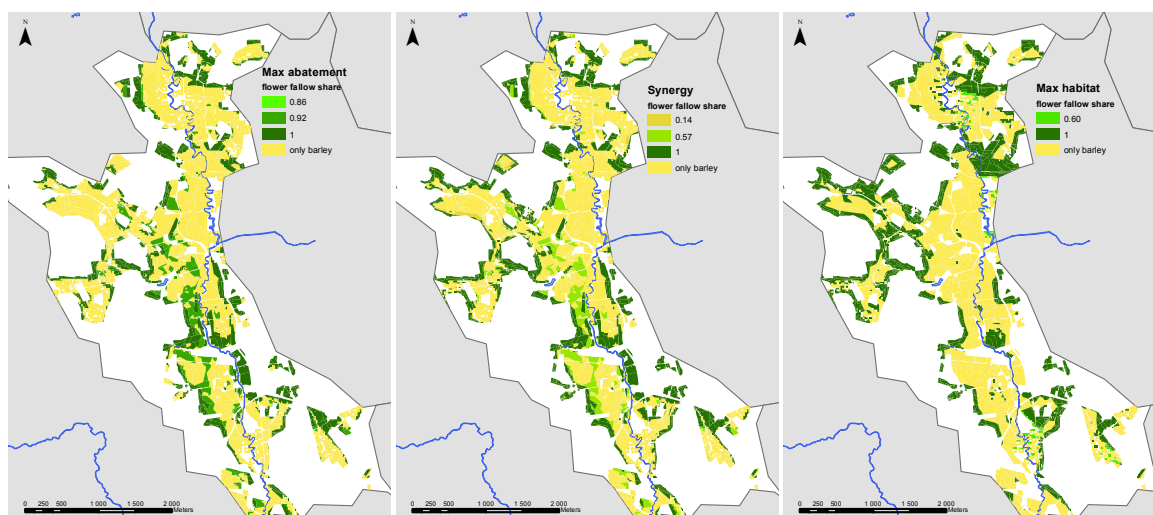 N
Max abatement
flower fallow share
0.86
0.92
1
only barley
0 250 500 1 000 1 500 2 000
Meters
N
Synergy
flower fallow share
0.14
0.57
1
only barley
0 250 500 1 000 1 500 2 000
Meters
N
Max habitat
flower fallow share
0.60
1
only barley
0 250 500 1 000 1 500 2 000
Meters